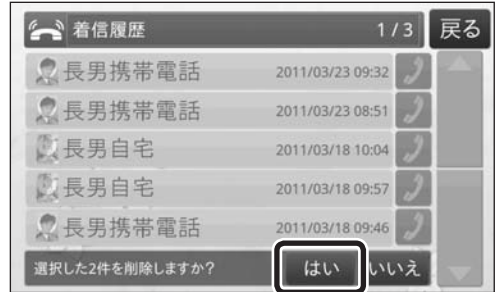 着信履歴 1/3 戻る
長男携帯電話 2011/03/23 09:32
長男携帯電話 2011/03/23 08:51
長男自宅 2011/03/18 10:04
長男自宅 2011/03/18 09:57
長男携帯電話 2011/03/18 09:46
選択した2件を削除しますか? はい いいえ